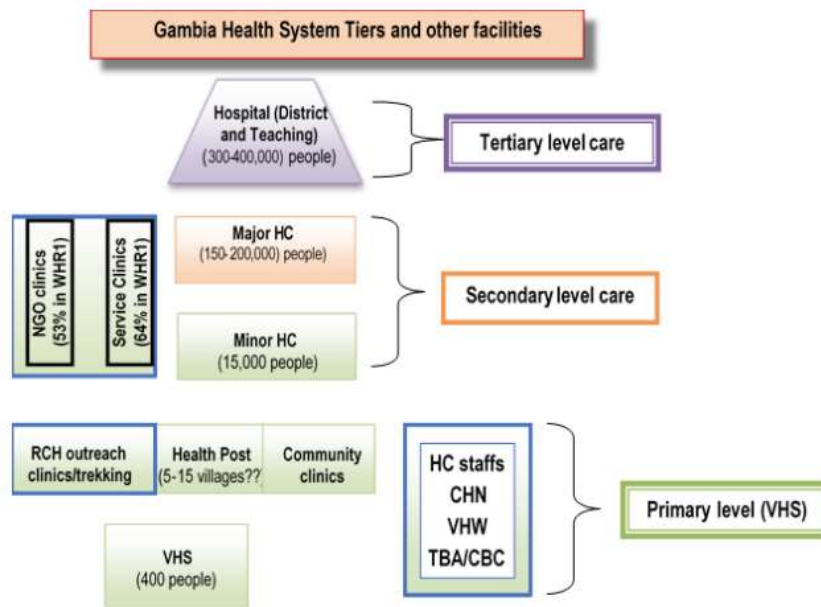 Gambia Health System Tiers and other facilities
Hospital (District
and Teaching)
(300-400,000) people)
Tertiary level care
NGO clinics
(53% in WHR1)
Service Clinics
(64% in WHR1)
Major HC
(150-200,000) people)
Minor HC
(15,000 people)
Secondary level care
RCH outreach
clinics/trekking
Health Post
(5-15 villages??)
Community
clinics
VHS
(400 people)
HC staffs
CHN
VHW
TBA/CBC
Primary level (VHS)